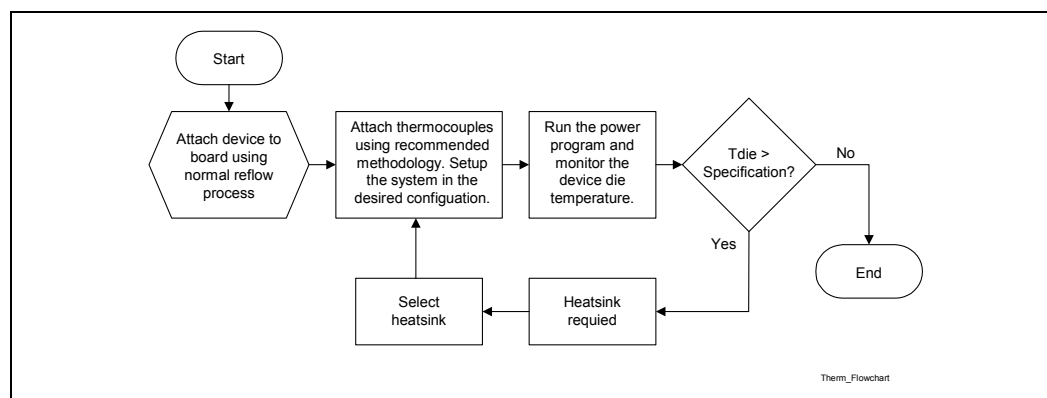 Start
Attach device to
board using
normal reflow
process
Attach thermocouples
using recommended
methodology. Setup
the system in the
desired configuation.
Run the power
program and
monitor the
device die
temperature.
Tdie >
Specification?
No
Yes
End
Select
heatsink
Heatsink
requied
Therm_Flowchart